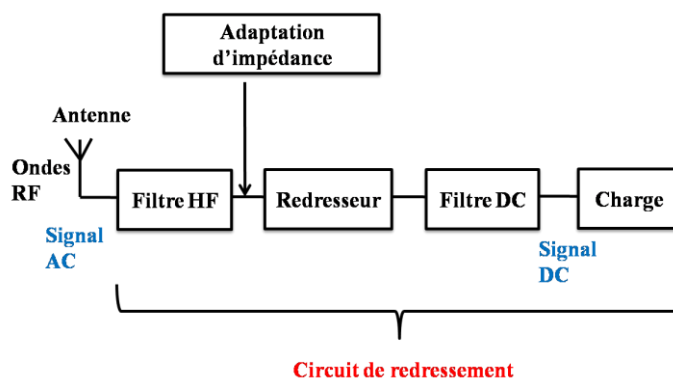 Adaptation
d'impédance
Antenne
Ondes
RF
Filtre HF
Redresseur
Filtre DC
Charge
Signal
AC
Signal
DC
Circuit de redressement